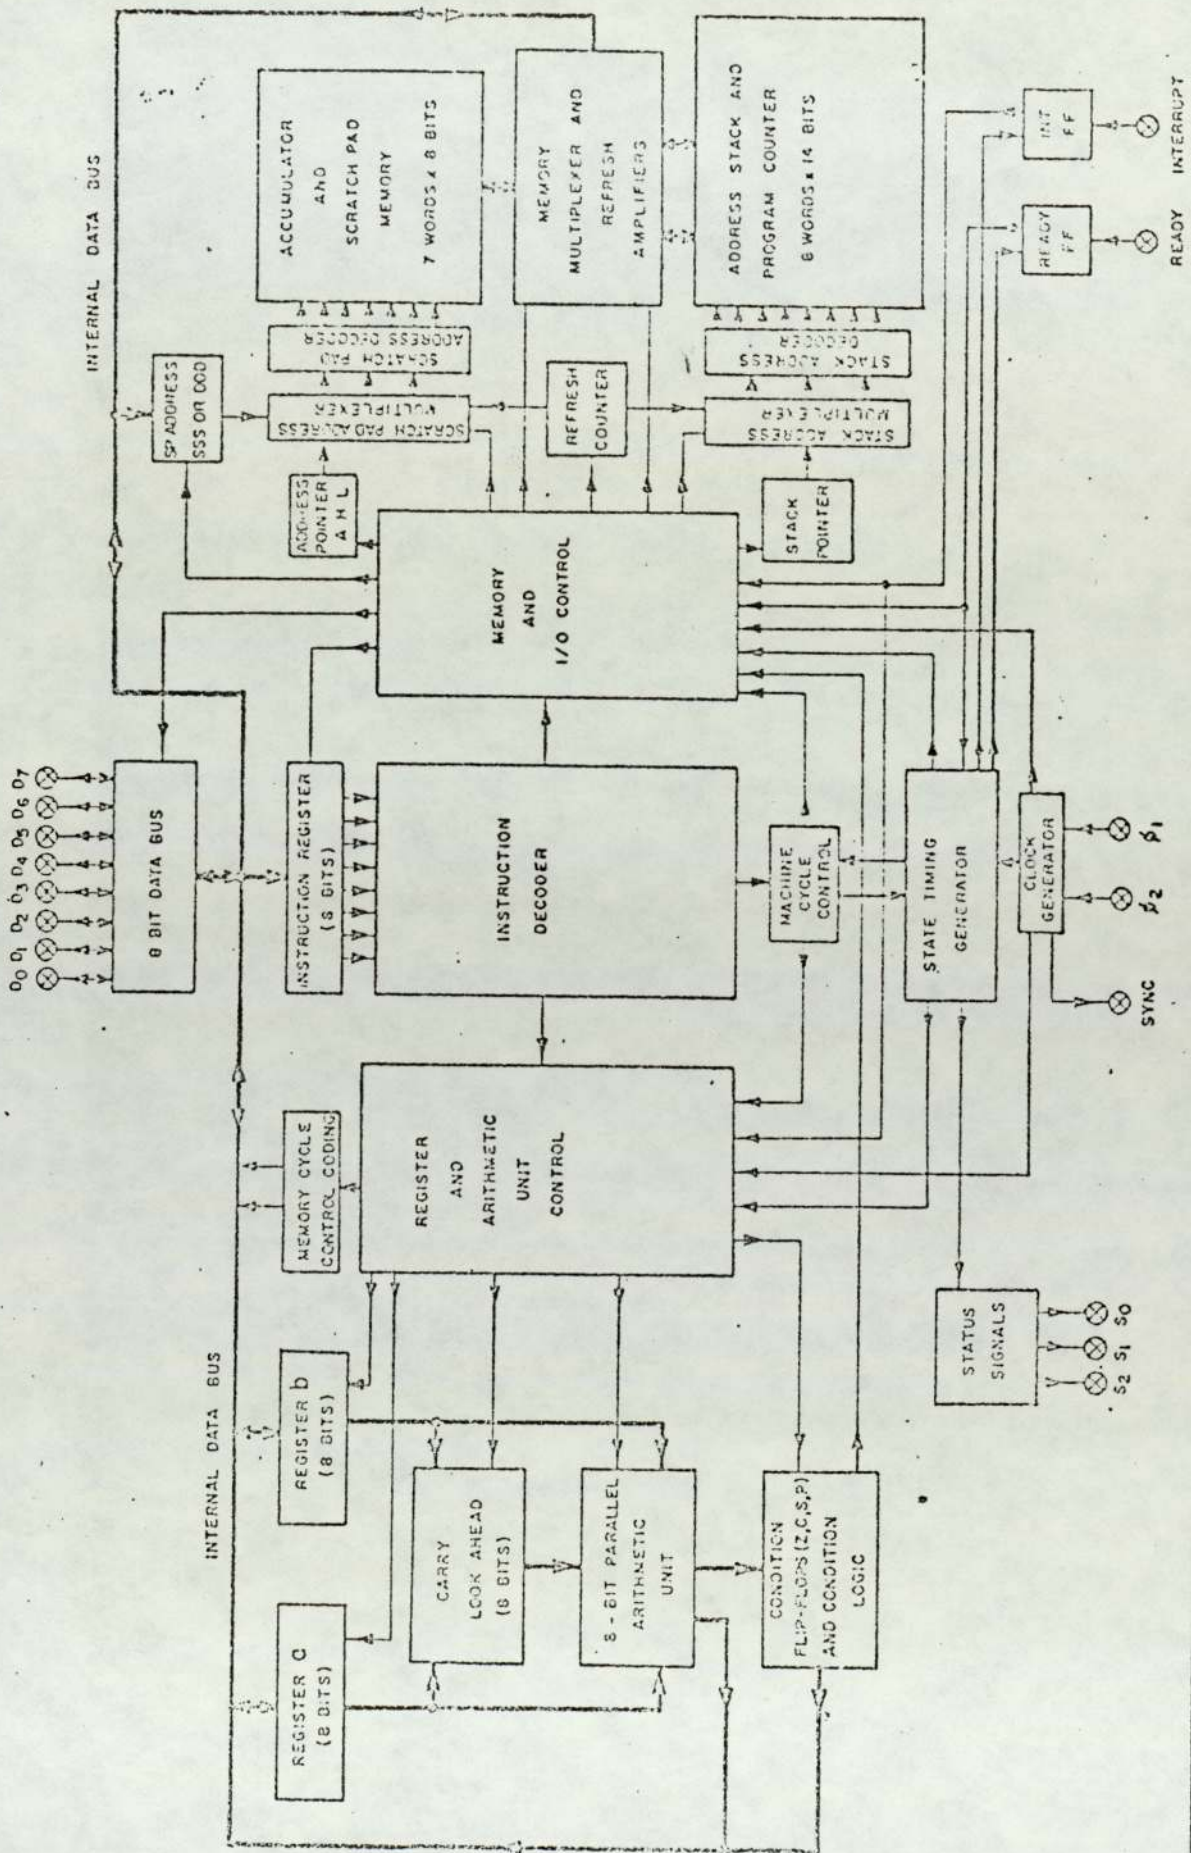 INTERNAL DATA BUS
D0 D1 D2 D3 D4 D5 D6 D7
8 BIT DATA BUS
INTERNAL DATA BUS
REGISTER C
(8 BITS)
REGISTER b
(8 BITS)
MEMORY CYCLE
CONTROL CODING
INSTRUCTION REGISTER
(8 BITS)
SP ADDRESS
SSS OR DDD
ADDRESS
POINTER
A H L
SCRATCH PAD ADDRESS
MULTIPLEXER
SCRATCH PAD
ADDRESS DECODER
ACCUMULATOR
AND
SCRATCH PAD
MEMORY
7 WORDS x 8 BITS
CARRY
LOOK AHEAD
(8 BITS)
REGISTER
AND
ARITHMETIC
UNIT
CONTROL
INSTRUCTION
DECODER
MEMORY
AND
I/O CONTROL
REFRESH
COUNTER
MEMORY
MULTIPLEXER AND
REFRESH
AMPLIFIERS
8 - BIT PARALLEL
ARITHMETIC
UNIT
STACK
POINTER
STACK ADDRESS
MULTIPLEXER
STACK ADDRESS
DECODER
ADDRESS STACK AND
PROGRAM COUNTER
8 WORDS x 14 BITS
CONDITION
FLIP-FLOPS (Z,C,S,P)
AND CONDITION
LOGIC
MACHINE
CYCLE
CONTROL
STATUS
SIGNALS
S2 S1 S0
STATE TIMING
GENERATOR
CLOCK
GENERATOR
SYNC
ϕ2
ϕ1
READY
FF
INT
FF
READY
INTERRUPT